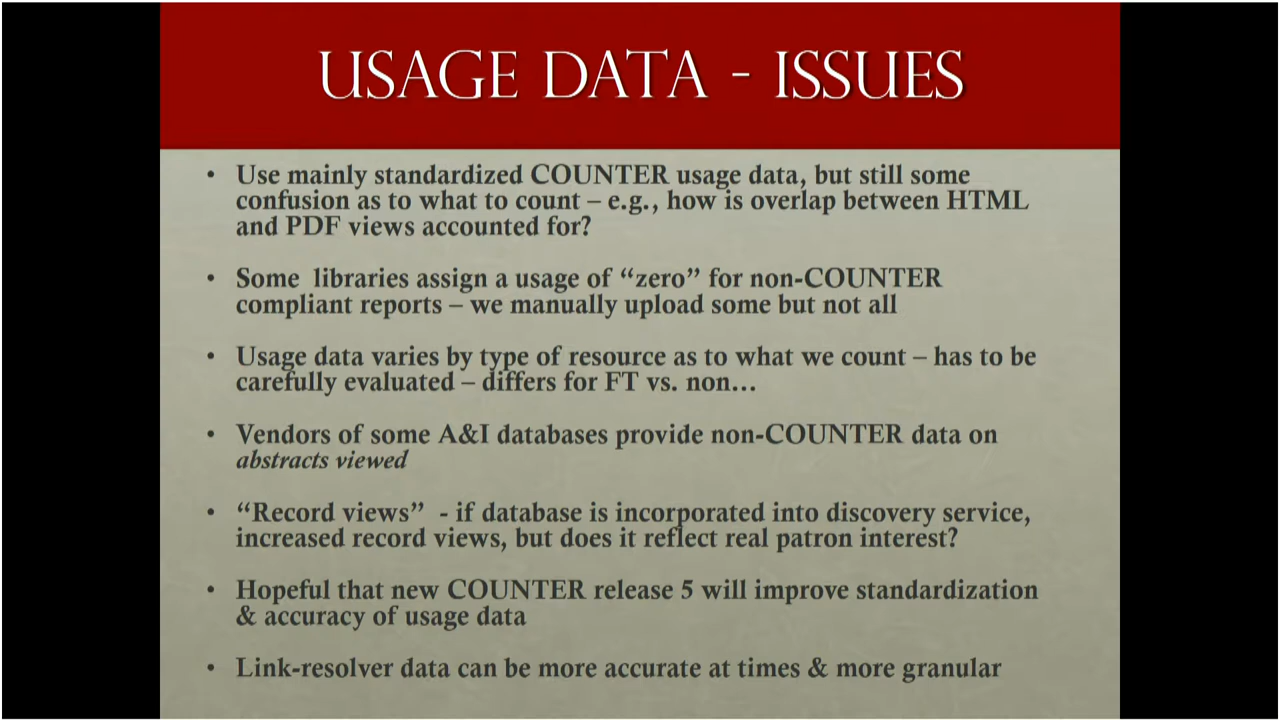 USAGE DATA - ISSUES
• Use mainly standardized COUNTER usage data, but still some
confusion as to what to count – e.g., how is overlap between HTML
and PDF views accounted for?
• Some libraries assign a usage of “zero” for non-COUNTER
compliant reports – we manually upload some but not all
• Usage data varies by type of resource as to what we count – has to be
carefully evaluated – differs for FT vs. non…
• Vendors of some A&I databases provide non-COUNTER data on
abstracts viewed
• “Record views” - if database is incorporated into discovery service,
increased record views, but does it reflect real patron interest?
• Hopeful that new COUNTER release 5 will improve standardization
& accuracy of usage data
• Link-resolver data can be more accurate at times & more granular